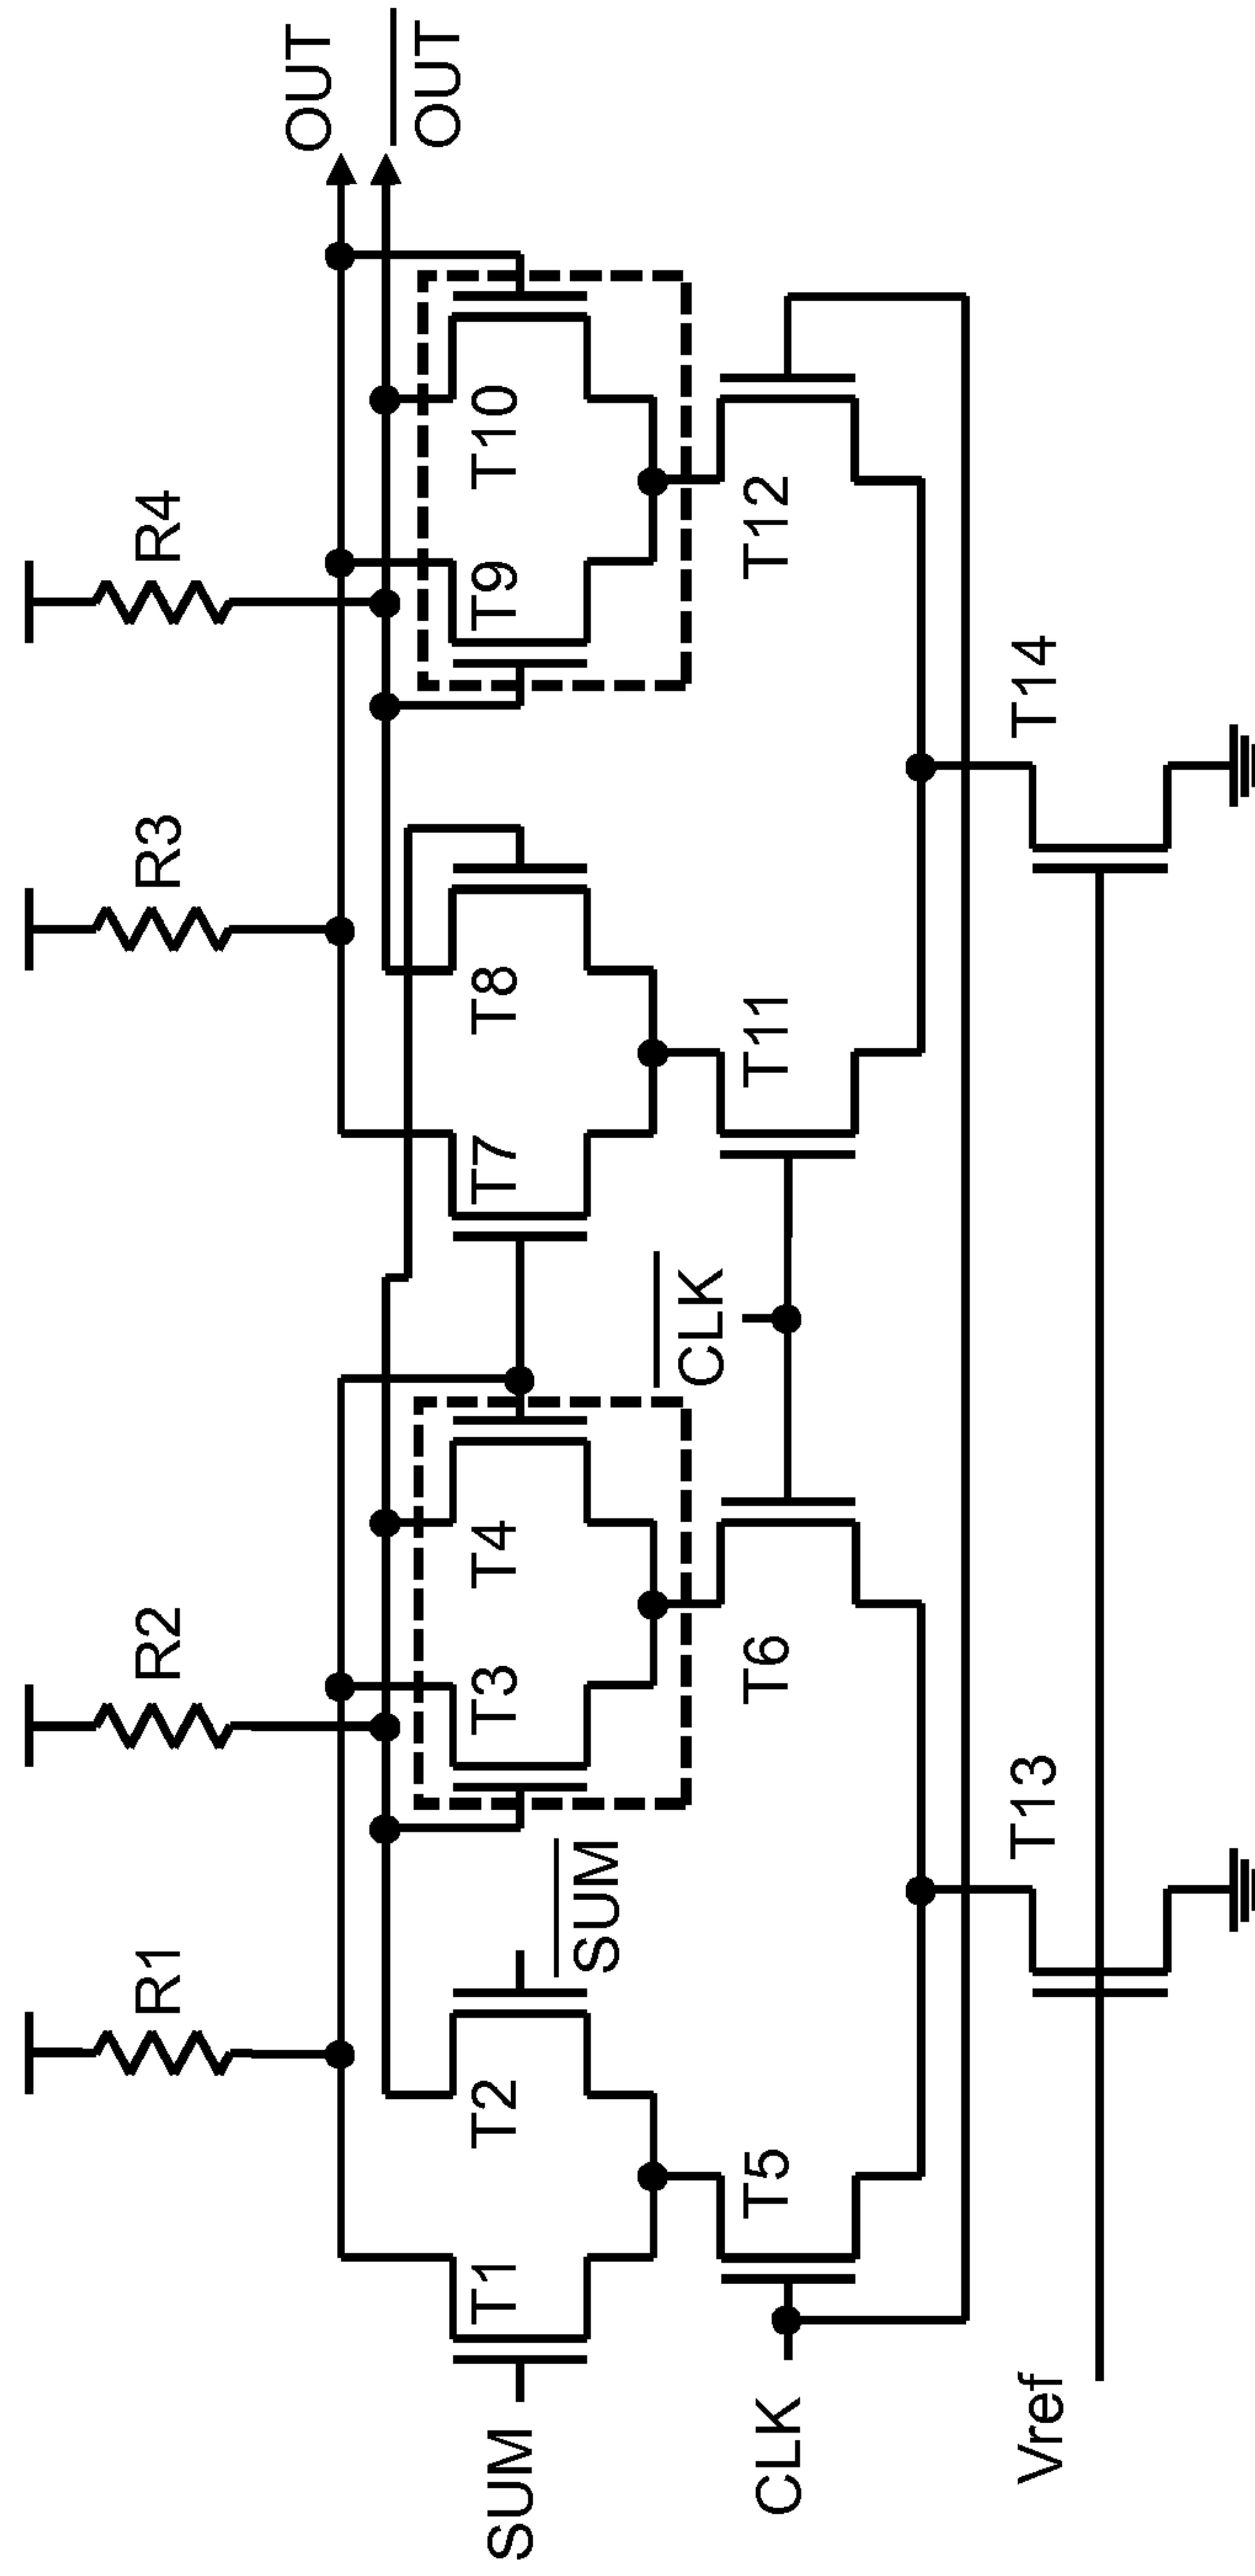 OUT
OUT
R1
R2
R3
R4
T1
T2
T3
T4
T7
T8
T9
T10
SUM
SUM
CLK
T5
T6
T11
T12
CLK
T13
T14
Vref